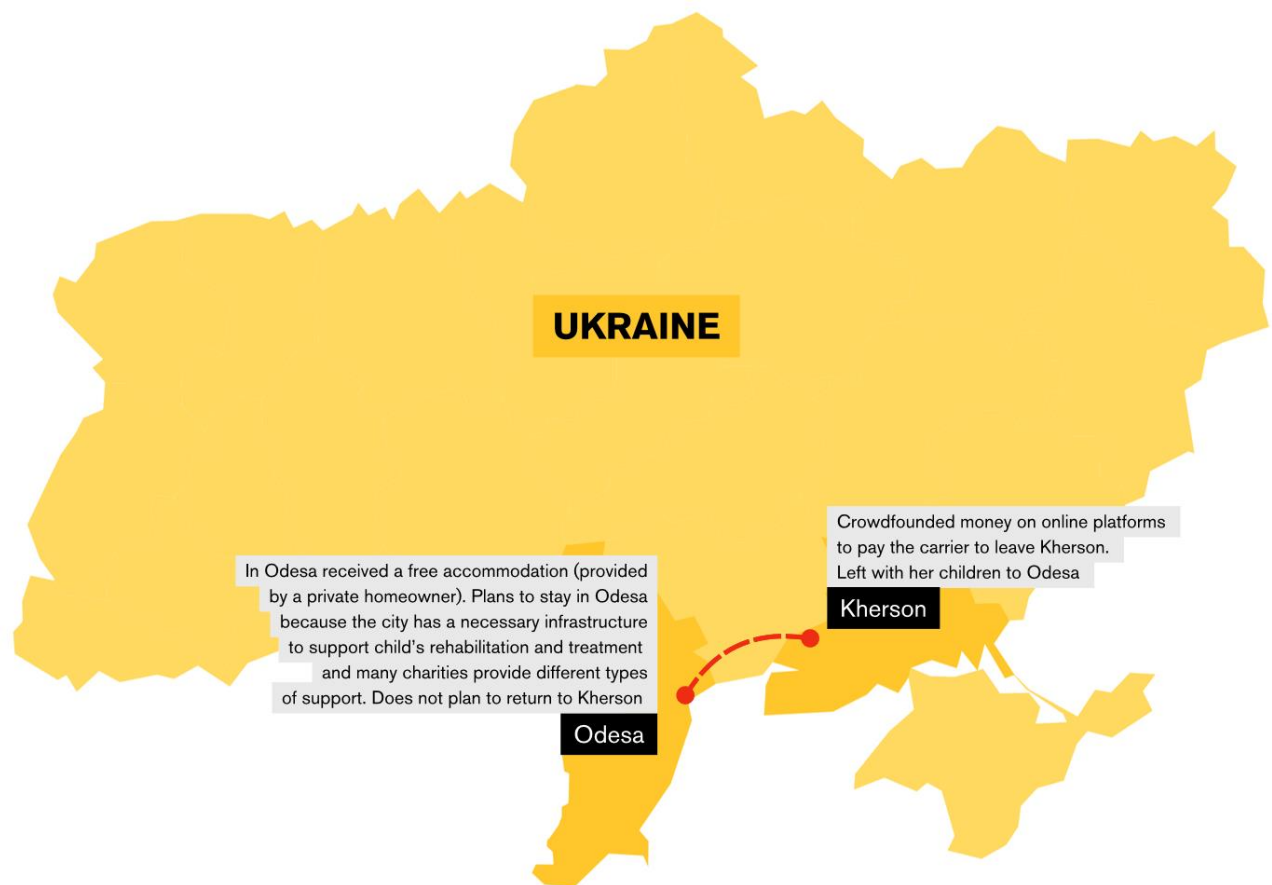 UKRAINE
Crowdfounded money on online platforms
to pay the carrier to leave Kherson.
Left with her children to Odesa
Kherson
In Odesa received a free accommodation (provided
by a private homeowner). Plans to stay in Odesa
because the city has a necessary infrastructure
to support child’s rehabilitation and treatment
and many charities provide different types
of support. Does not plan to return to Kherson
Odesa